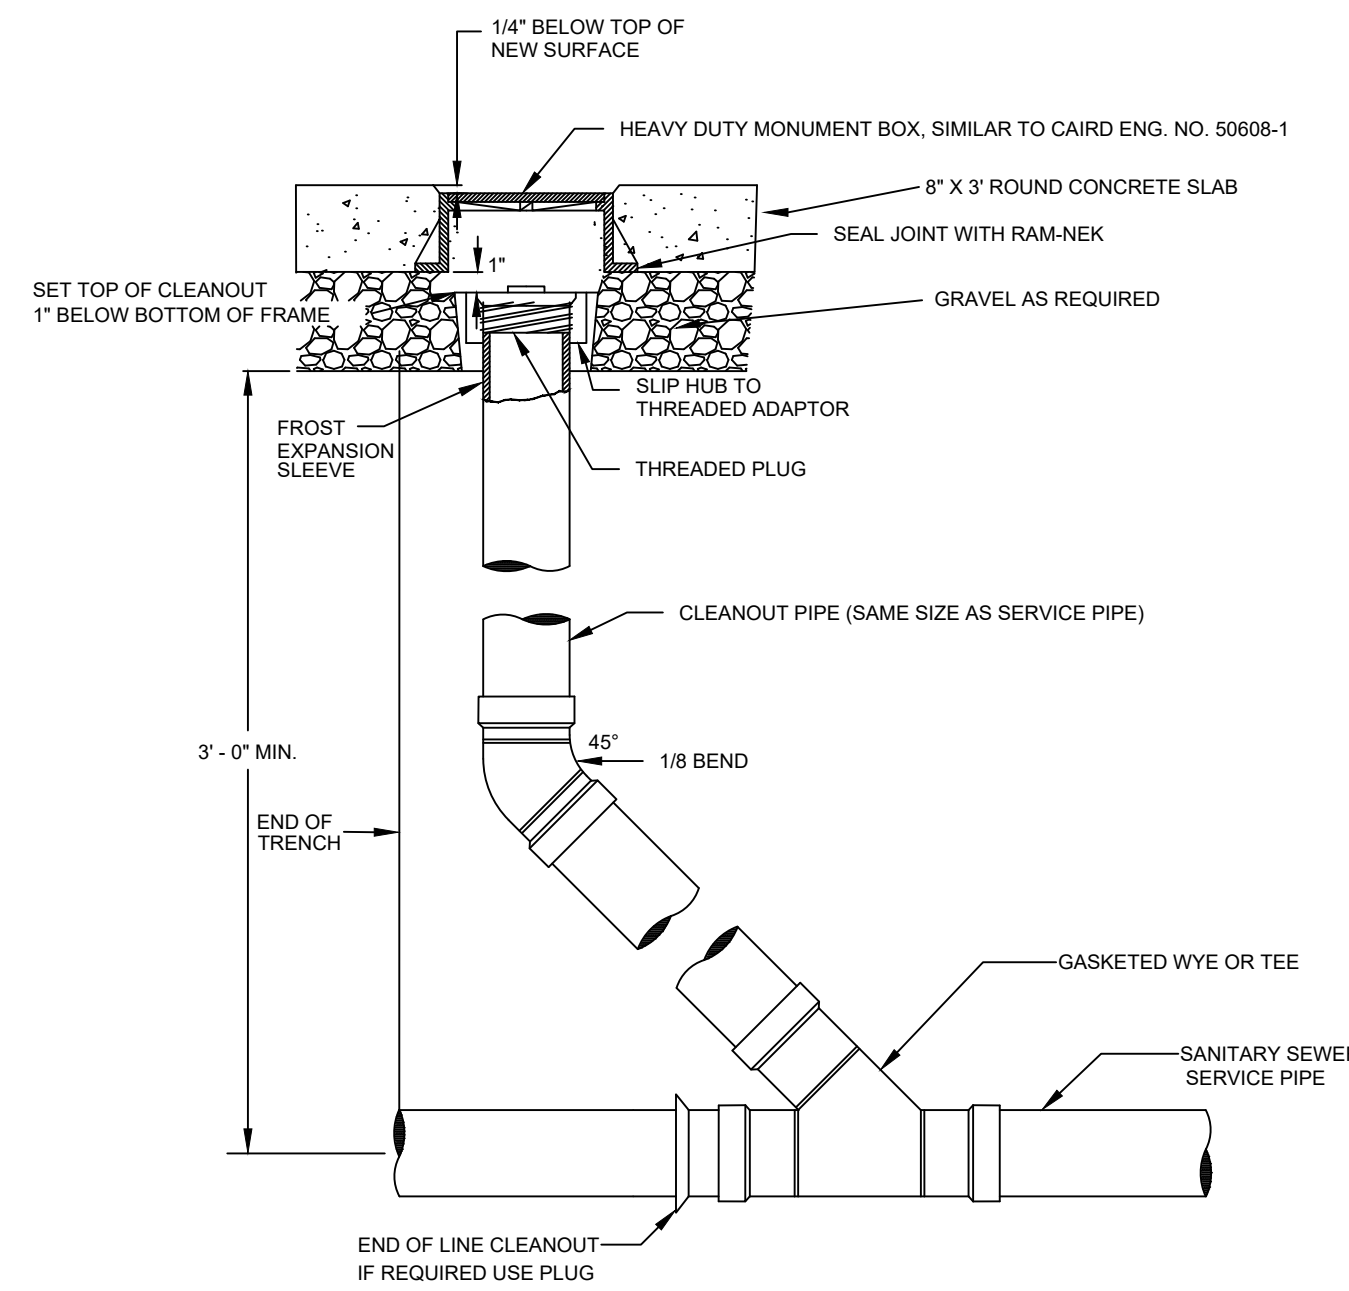 1/4" BELOW TOP OF
NEW SURFACE
HEAVY DUTY MONUMENT BOX, SIMILAR TO CAIRD ENG. NO. 50608-1
8" X 3' ROUND CONCRETE SLAB
SEAL JOINT WITH RAM-NEK
1"
SET TOP OF CLEANOUT
1" BELOW BOTTOM OF FRAME
GRAVEL AS REQUIRED
SLIP HUB TO
THREADED ADAPTOR
FROST
EXPANSION
SLEEVE
THREADED PLUG
CLEANOUT PIPE (SAME SIZE AS SERVICE PIPE)
45°
1/8 BEND
3' - 0" MIN.
END OF
TRENCH
GASKETED WYE OR TEE
SANITARY SEWE
SERVICE PIPE
END OF LINE CLEANOUT
IF REQUIRED USE PLUG